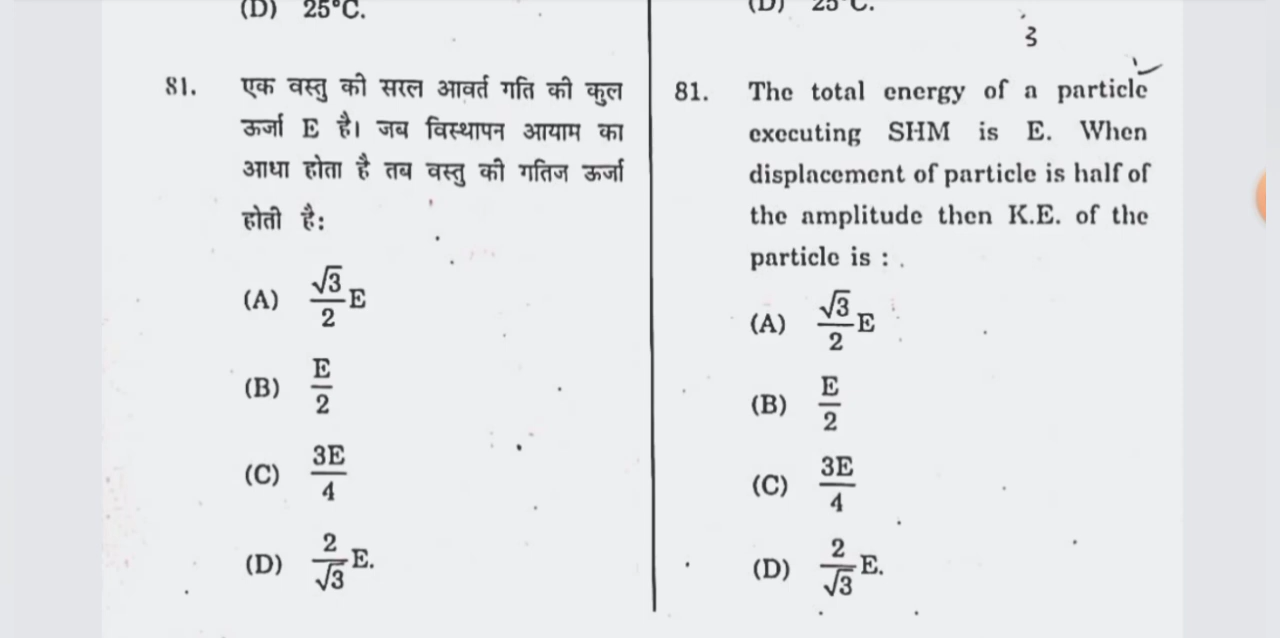 (D) 25°C.
81. एक वस्तु की सरल आवर्त गति की कुल
ऊर्जा E है। जब विस्थापन आयाम का
आधा होता है तब वस्तु की गतिज ऊर्जा
होती है:
(A) √3/2 E
(B) E/2
(C) 3E/4
(D) 2/√3 E.
(D) 25°C.
3
81. The total energy of a particle
executing SHM is E. When
displacement of particle is half of
the amplitude then K.E. of the
particle is :
(A) √3/2 E
(B) E/2
(C) 3E/4
(D) 2/√3 E.